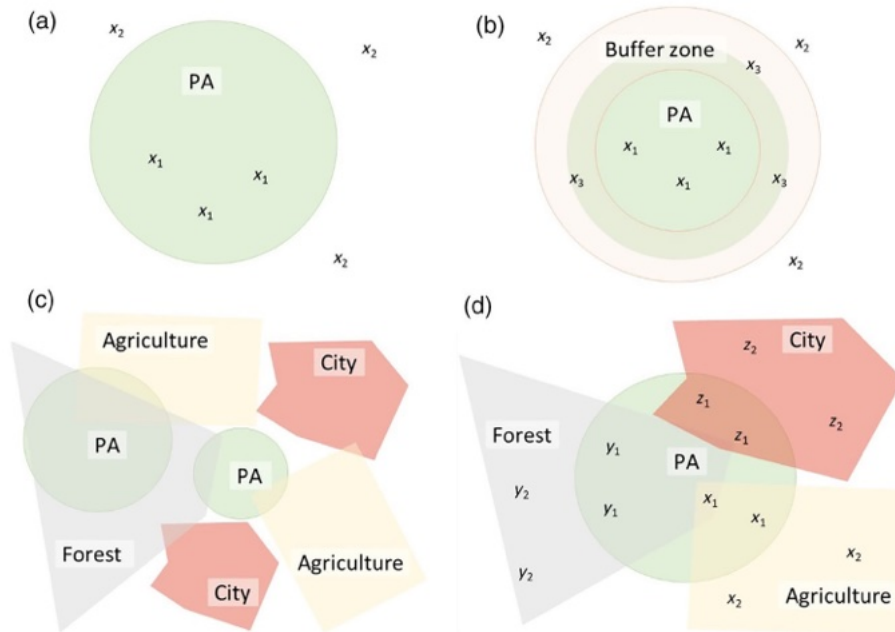 (a)
x₂
x₂
PA
x₁
x₁
x₁
x₂
(b)
x₂
x₂
Buffer zone
x₃
PA
x₁
x₁
x₁
x₃
x₃
x₂
(c)
Agriculture
City
PA
PA
Forest
City
Agriculture
(d)
z₂
City
z₁
z₂
z₁
Forest
y₁
PA
y₂
y₁
x₁
x₁
x₂
y₂
x₂
Agriculture